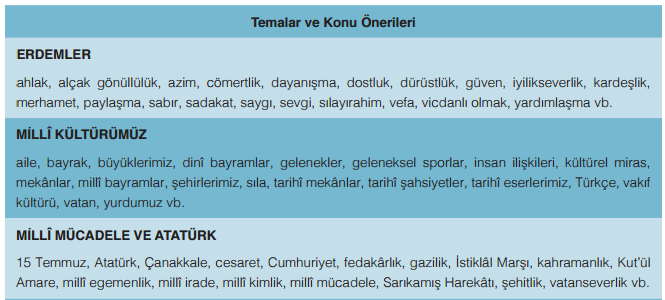 Temalar ve Konu Önerileri
ERDEMLER
ahlak, alçak gönüllülük, azim, cömertlik, dayanışma, dostluk, dürüstlük, güven, iyilikseverlik, kardeşlik,
merhamet, paylaşma, sabır, sadakat, saygı, sevgi, sılayırahim, vefa, vicdanlı olmak, yardımlaşma vb.
MİLLÎ KÜLTÜRÜMÜZ
aile, bayrak, büyüklerimiz, dinî bayramlar, gelenekler, geleneksel sporlar, insan ilişkileri, kültürel miras,
mekânlar, millî bayramlar, şehirlerimiz, sıla, tarihî mekânlar, tarihî şahsiyetler, tarihî eserlerimiz, Türkçe, vakıf
kültürü, vatan, yurdumuz vb.
MİLLÎ MÜCADELE VE ATATÜRK
15 Temmuz, Atatürk, Çanakkale, cesaret, Cumhuriyet, fedakârlık, gazilik, İstiklâl Marşı, kahramanlık, Kut'ül
Amare, millî egemenlik, millî irade, millî kimlik, millî mücadele, Sarıkamış Harekâtı, şehitlik, vatanseverlik vb.